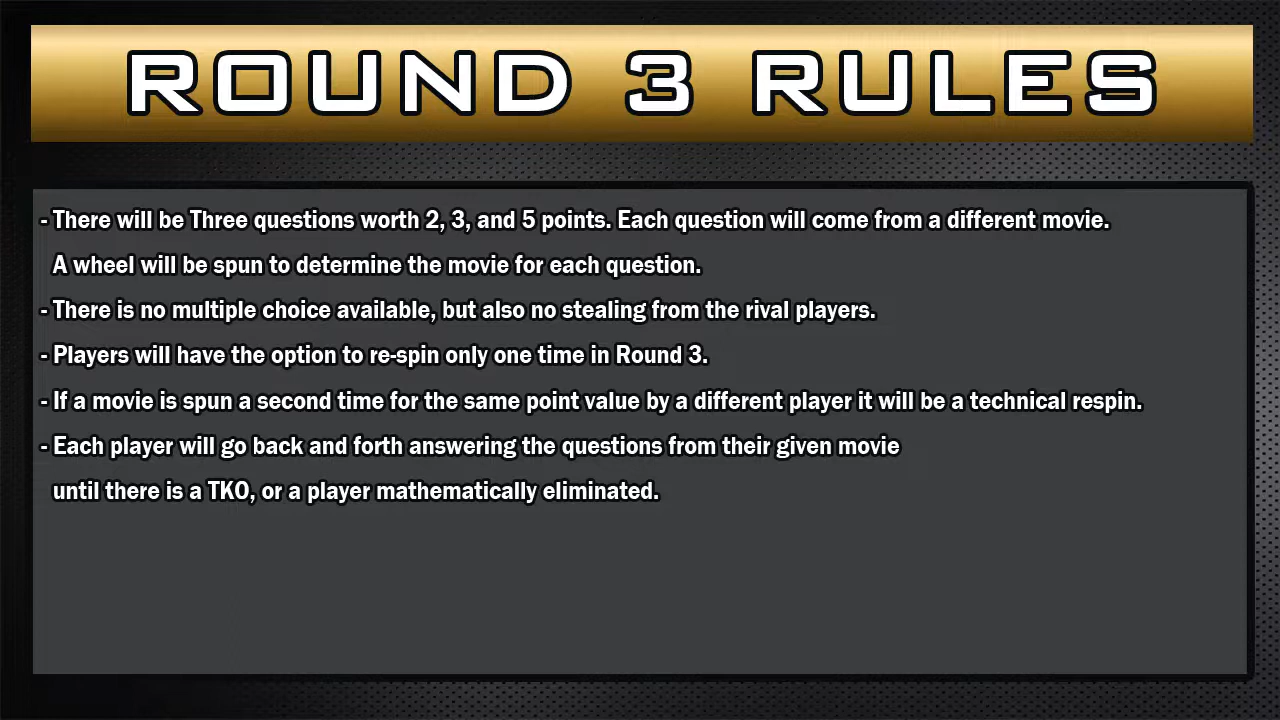 ROUND 3 RULES
- There will be Three questions worth 2, 3, and 5 points. Each question will come from a different movie.
A wheel will be spun to determine the movie for each question.
- There is no multiple choice available, but also no stealing from the rival players.
- Players will have the option to re-spin only one time in Round 3.
- If a movie is spun a second time for the same point value by a different player it will be a technical respin.
- Each player will go back and forth answering the questions from their given movie
until there is a TKO, or a player mathematically eliminated.